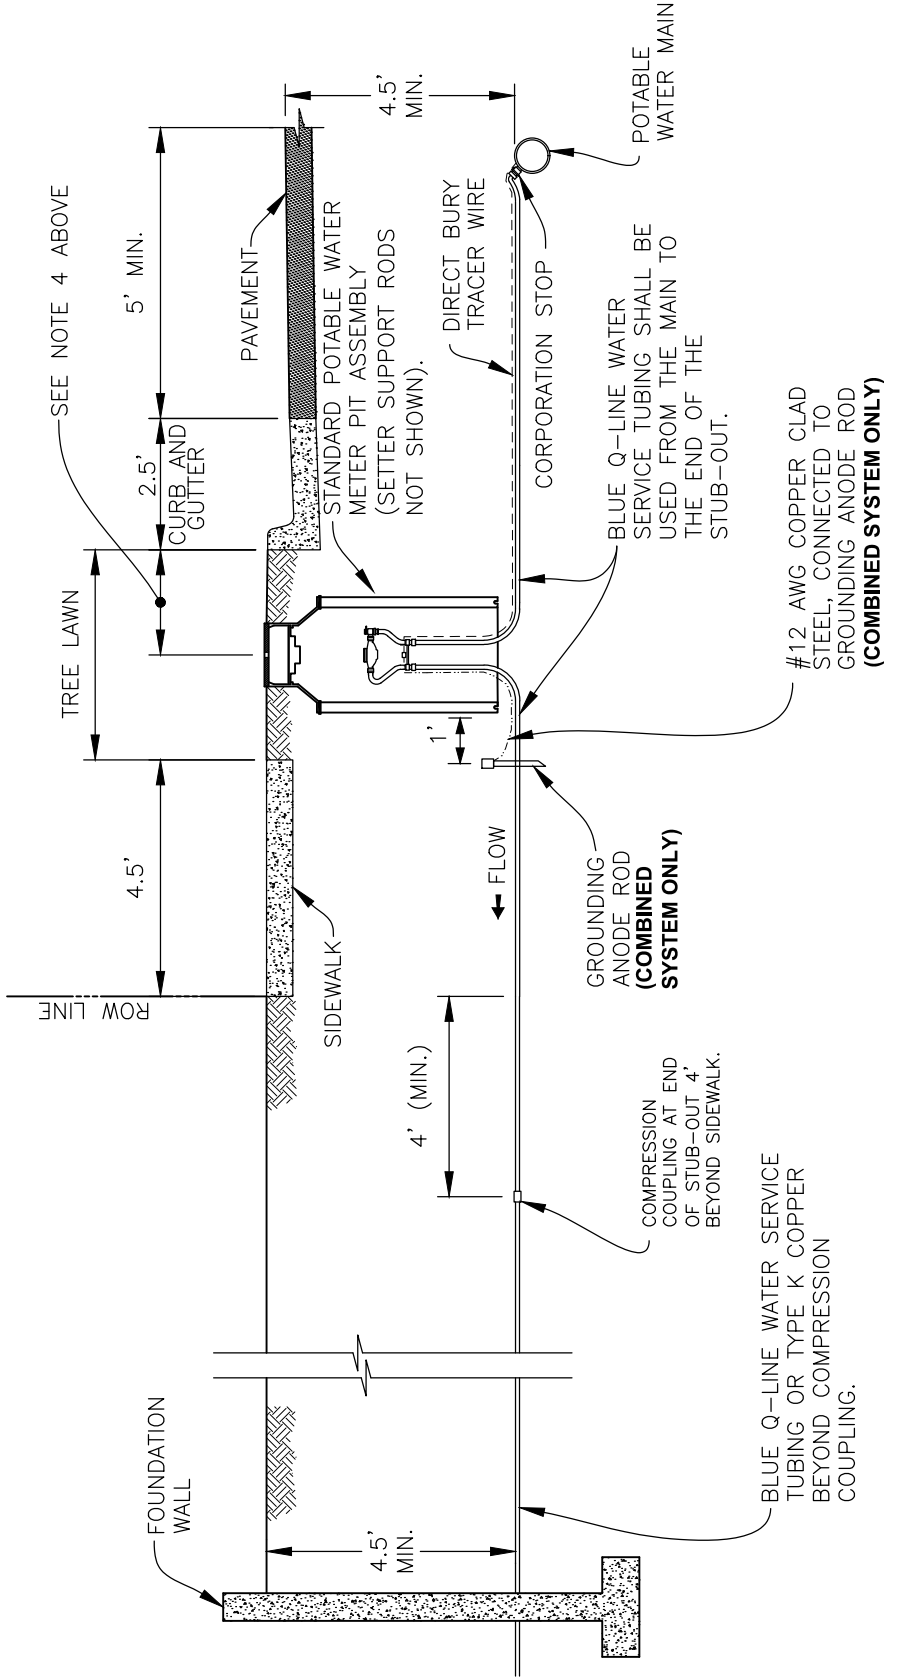 FOUNDATION
WALL
ROW LINE
4.5'
TREE LAWN
2.5'
CURB AND
GUTTER
5' MIN.
SEE NOTE 4 ABOVE
PAVEMENT
SIDEWALK
STANDARD POTABLE WATER
METER PIT ASSEMBLY
(SETTER SUPPORT RODS
NOT SHOWN).
4.5'
MIN.
4.5'
MIN.
4' (MIN.)
FLOW
1'
DIRECT BURY
TRACER WIRE
CORPORATION STOP
POTABLE
WATER MAIN
COMPRESSION
COUPLING AT END
OF STUB-OUT 4'
BEYOND SIDEWALK.
GROUNDING
ANODE ROD
(COMBINED
SYSTEM ONLY)
BLUE Q-LINE WATER
SERVICE TUBING SHALL BE
USED FROM THE MAIN TO
THE END OF THE
STUB-OUT.
BLUE Q-LINE WATER SERVICE
TUBING OR TYPE K COPPER
BEYOND COMPRESSION
COUPLING.
#12 AWG COPPER CLAD
STEEL, CONNECTED TO
GROUNDING ANODE ROD
(COMBINED SYSTEM ONLY)